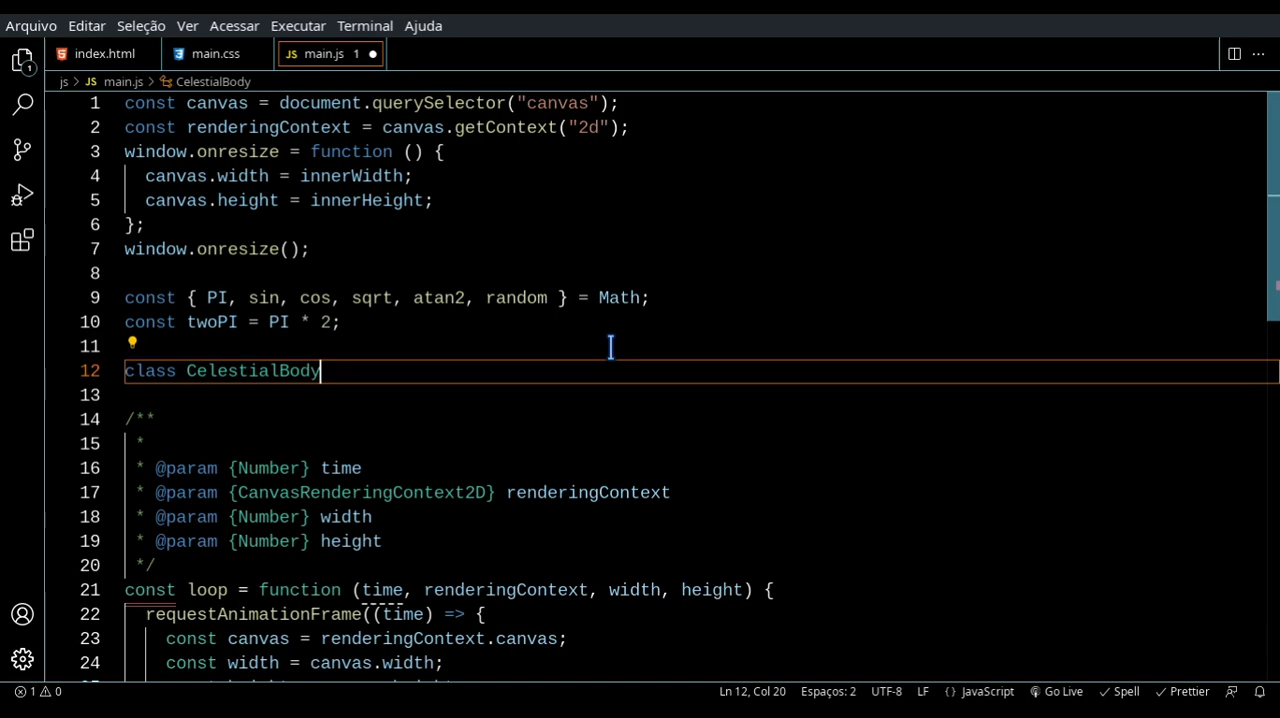 Arquivo Editar Seleção Ver Acessar Executar Terminal Ajuda
index.html main.css JS main.js 1
js > JS main.js > CelestialBody
1 const canvas = document.querySelector("canvas");
2 const renderingContext = canvas.getContext("2d");
3 window.onresize = function () {
4 canvas.width = innerWidth;
5 canvas.height = innerHeight;
6 };
7 window.onresize();
8
9 const { PI, sin, cos, sqrt, atan2, random } = Math;
10 const twoPI = PI * 2;
11
12 class CelestialBody
13
14 /**
15 *
16 * @param {Number} time
17 * @param {CanvasRenderingContext2D} renderingContext
18 * @param {Number} width
19 * @param {Number} height
20 */
21 const loop = function (time, renderingContext, width, height) {
22 requestAnimationFrame((time) => {
23 const canvas = renderingContext.canvas;
24 const width = canvas.width;
1 0 Ln 12, Col 20 Espaços: 2 UTF-8 LF {} JavaScript Go Live Spell Prettier